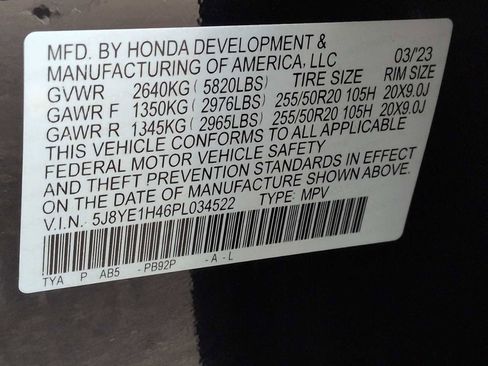 MFD. BY HONDA DEVELOPMENT &
MANUFACTURING OF AMERICA, LLC 03/'23
GVWR 2640KG (5820LBS) TIRE SIZE RIM SIZE
GAWR F 1350KG (2976LBS) 255/50R20 105H 20X9.0J
GAWR R 1345KG (2965LBS) 255/50R20 105H 20X9.0J
THIS VEHICLE CONFORMS TO ALL APPLICABLE
FEDERAL MOTOR VEHICLE SAFETY
AND THEFT PREVENTION STANDARDS IN EFFECT
ON THE DATE OF MANUFACTURE SHOWN ABOVE.
V.I.N. 5J8YE1H46PL034522 TYPE: MPV
TYA P AB5 - PB92P - A - L